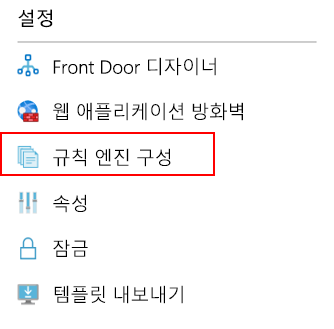 설정
Front Door 디자이너
웹 애플리케이션 방화벽
규칙 엔진 구성
속성
잠금
템플릿 내보내기